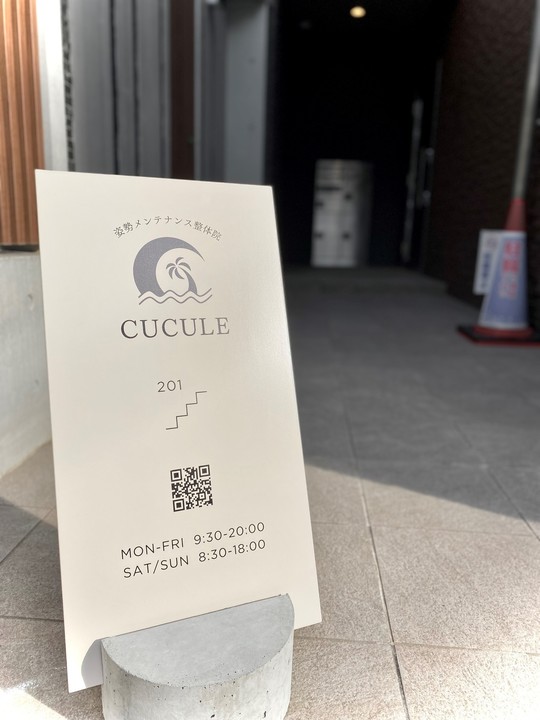 姿勢メンテナンス整体院
CUCULE
201
MON-FRI 9:30-20:00
SAT/SUN 8:30-18:00